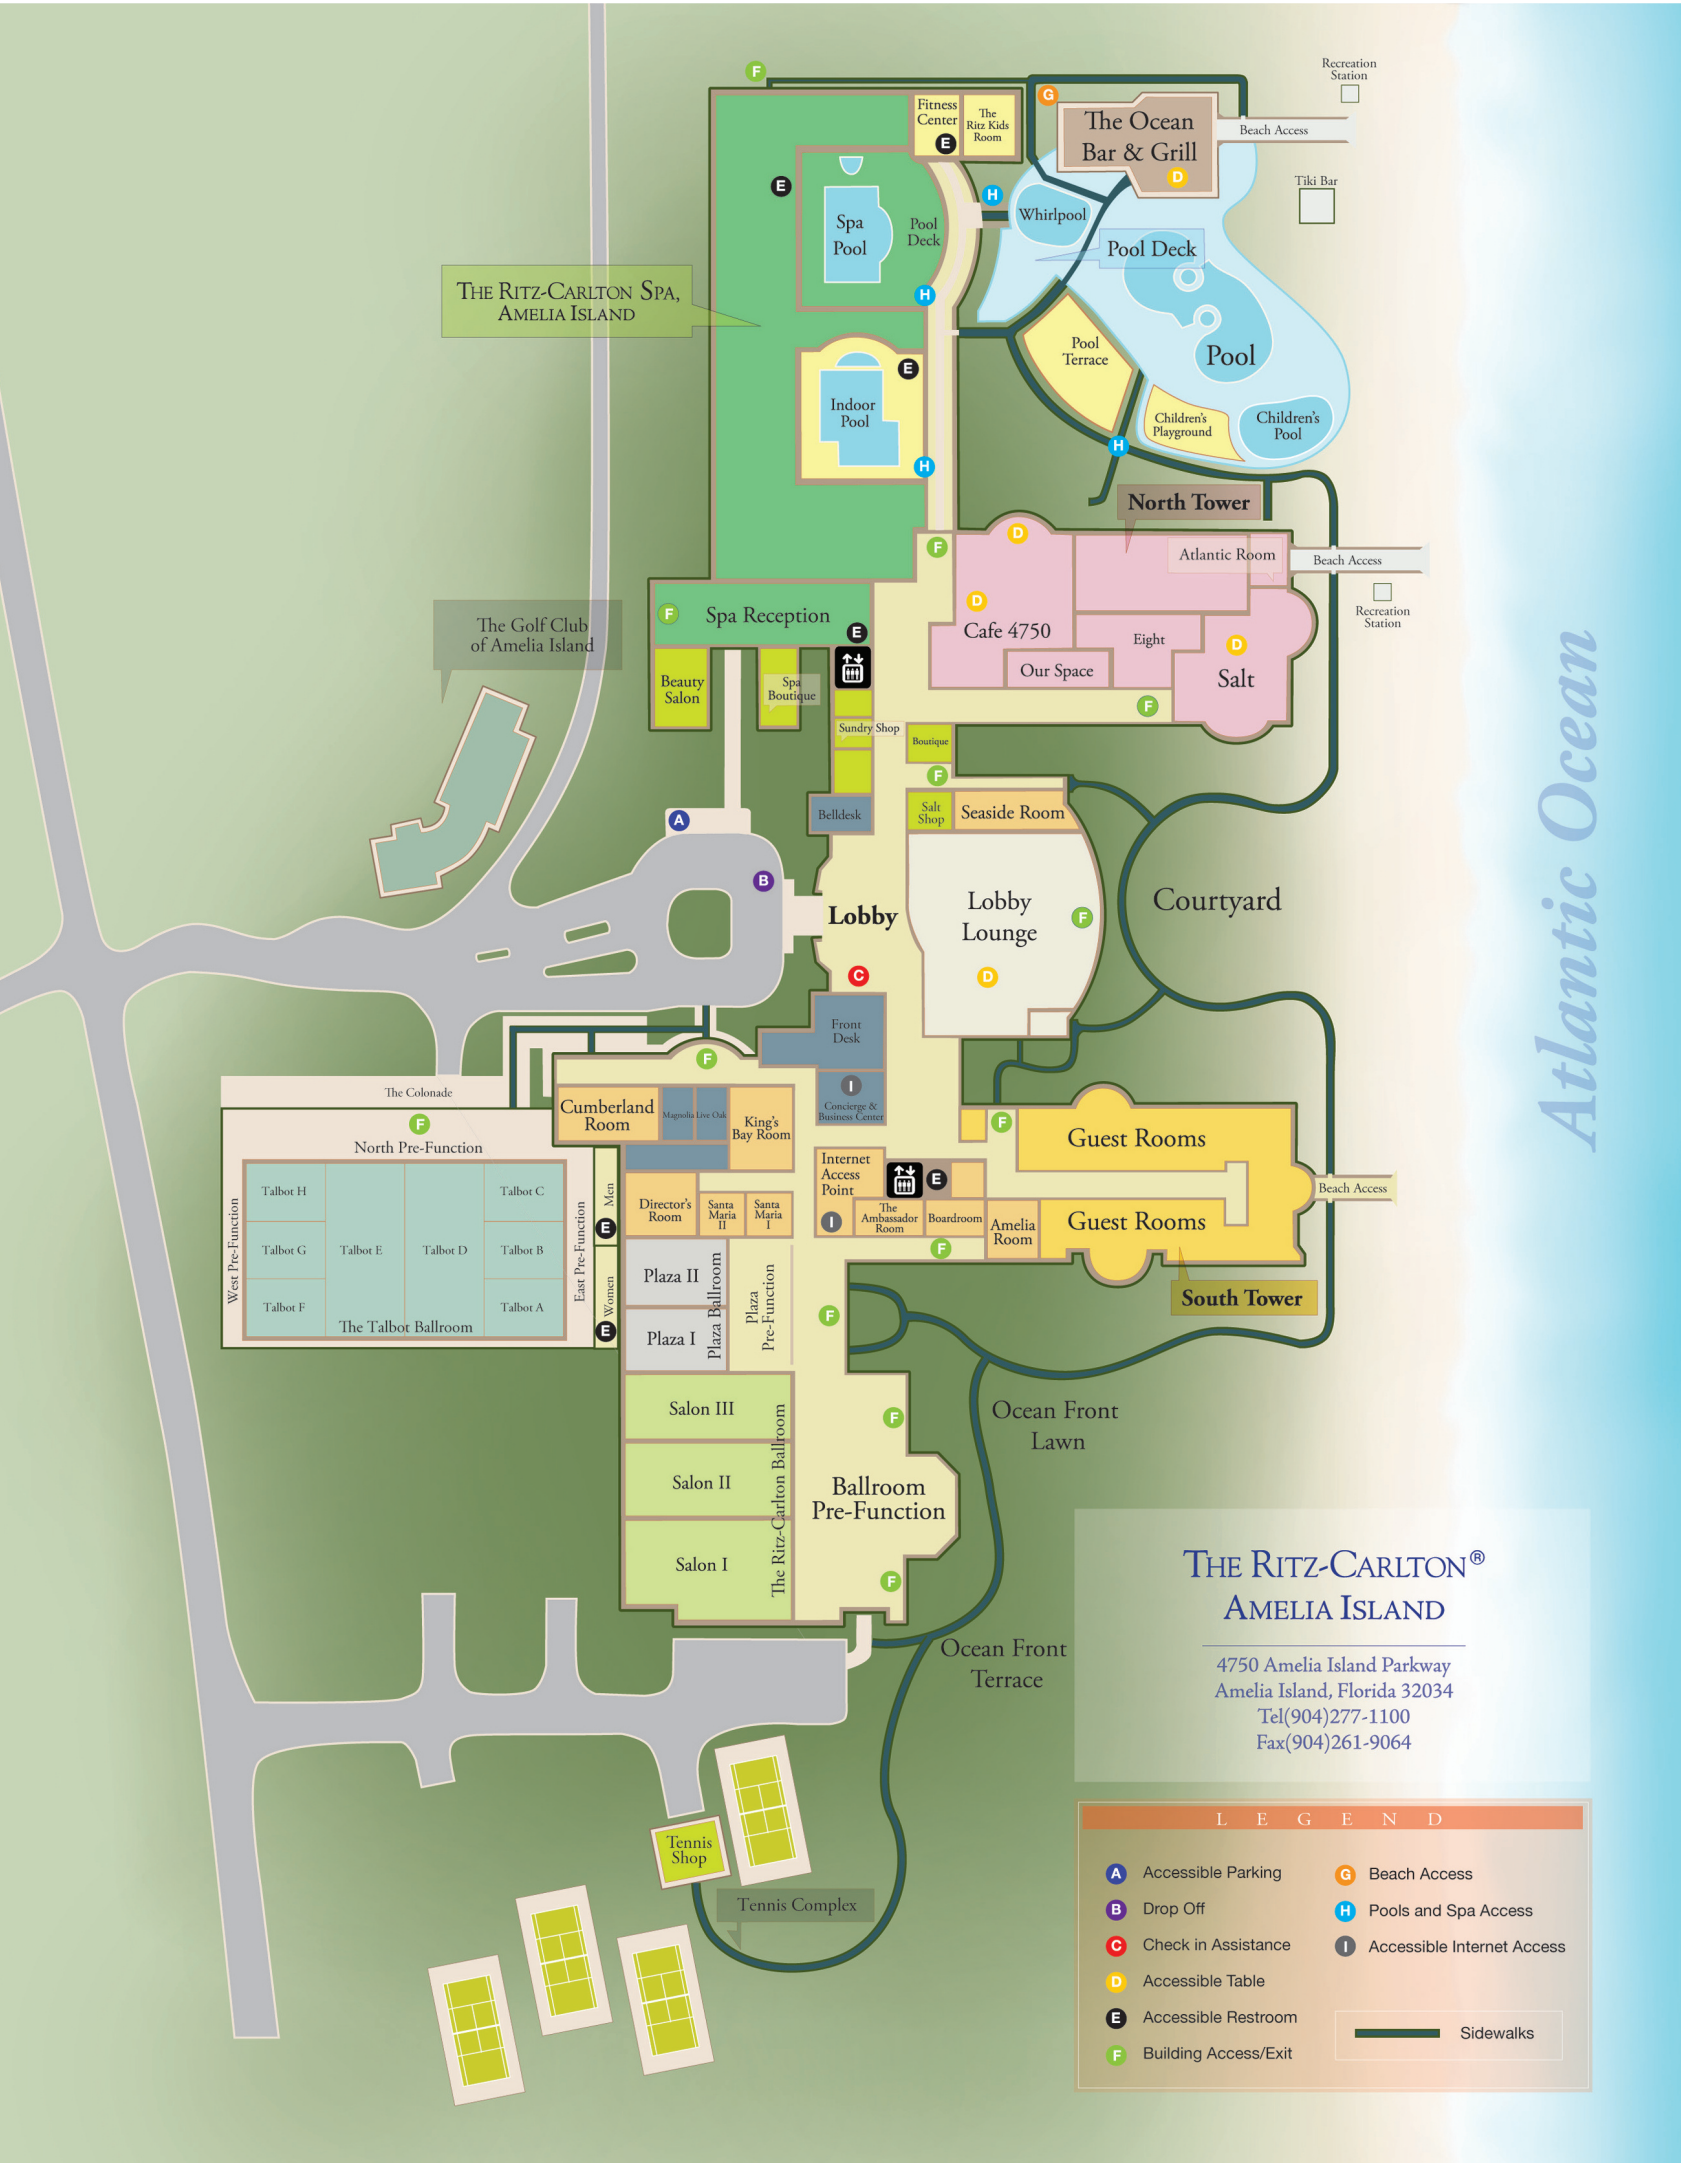 Recreation
Station
F
G
Fitness
Center
E
The
Ritz Kids
Room
The Ocean
Bar & Grill
D
Beach Access
Tiki Bar
E
H
Whirlpool
Spa
Pool
Pool
Deck
Pool Deck
H
THE RITZ-CARLTON SPA,
AMELIA ISLAND
Pool
Terrace
Pool
E
Indoor
Pool
Children's
Playground
Children's
Pool
H
H
North Tower
D
F
Atlantic Room
Beach Access
Recreation
Station
D
Cafe 4750
Eight
D
Our Space
Salt
F
F
Spa Reception
E
The Golf Club
of Amelia Island
Beauty
Salon
Spa
Boutique
Sundry Shop
Boutique
F
Belldesk
Salt
Shop
Seaside Room
A
B
Lobby
Lobby
Lounge
F
D
Courtyard
C
Atlantic Ocean
Front
Desk
I
Concierge &
Business Center
F
The Colonade
F
North Pre-Function
Cumberland
Room
Magnolia
Live Oak
King's
Bay Room
F
Guest Rooms
Internet
Access
Point
E
I
The
Ambassador
Room
Boardroom
Amelia
Room
Guest Rooms
Beach Access
F
South Tower
West Pre-Function
Talbot H
Talbot C
Talbot G
Talbot E
Talbot D
Talbot B
Talbot F
Talbot A
The Talbot Ballroom
East Pre-Function
Men
E
Women
E
Director's
Room
Santa
Maria
II
Santa
Maria
I
Plaza II
Plaza I
Plaza Ballroom
Plaza
Pre-Function
F
Salon III
Salon II
Salon I
The Ritz-Carlton Ballroom
F
Ballroom
Pre-Function
F
Ocean Front
Lawn
Ocean Front
Terrace
Tennis
Shop
Tennis Complex
THE RITZ-CARLTON®
AMELIA ISLAND
4750 Amelia Island Parkway
Amelia Island, Florida 32034
Tel(904)277-1100
Fax(904)261-9064
LEGEND
A Accessible Parking
B Drop Off
C Check in Assistance
D Accessible Table
E Accessible Restroom
F Building Access/Exit
G Beach Access
H Pools and Spa Access
I Accessible Internet Access
Sidewalks